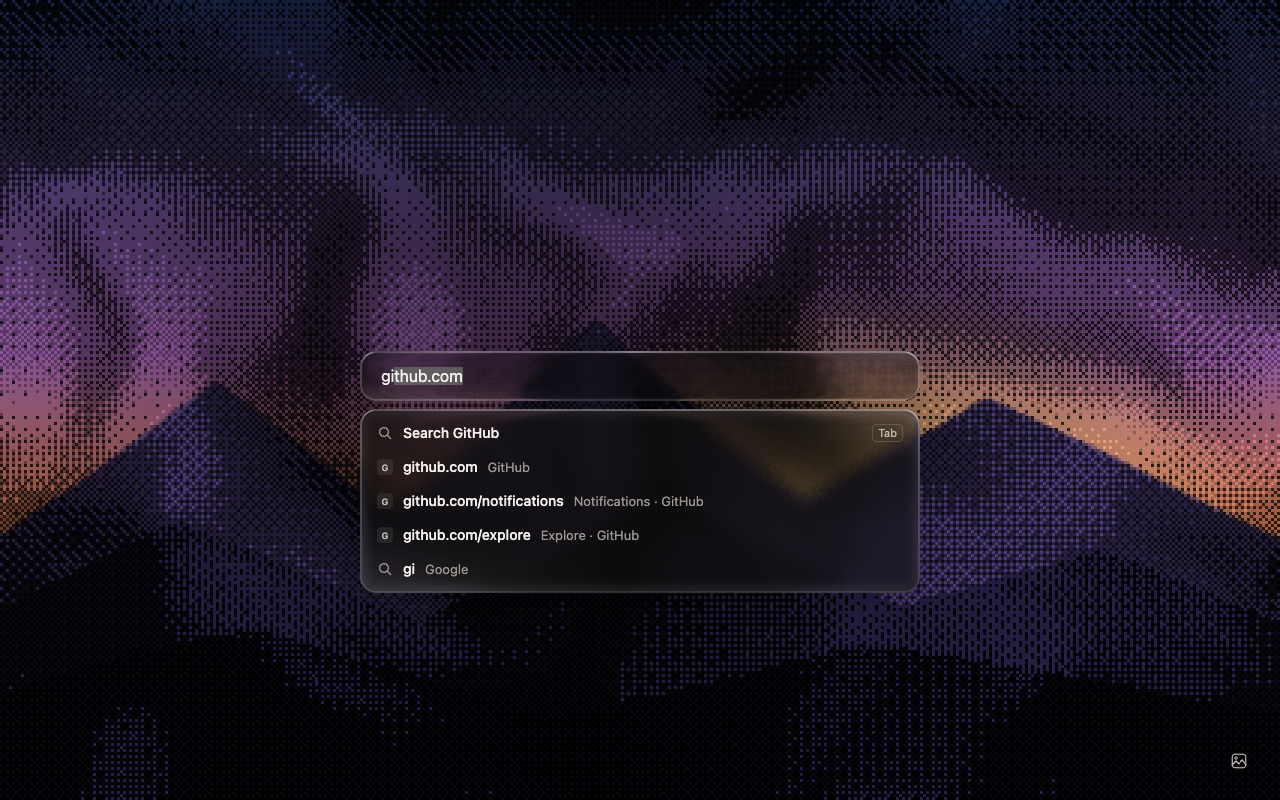 github.com
Search GitHub Tab
G github.com GitHub
G github.com/notifications Notifications · GitHub
G github.com/explore Explore · GitHub
gi Google